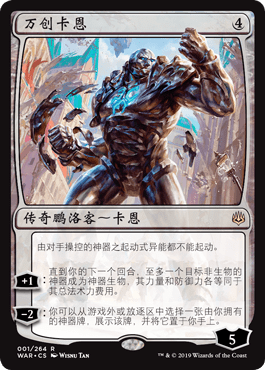 万创卡恩 4
传奇鹏洛客～卡恩
由对手操控的神器之起动式异能都不能起动。
+1：直到你的下一个回合，至多一个目标非生物
的神器成为神器生物，其力量和防御力各等同于
其总法术力费用。
-2：你可以从游戏外或放逐区中选择一张由你拥
有的神器牌，展示该牌，并将它置于你手上。
5
001/264 R
WAR • CS WISNU TAN
™ & © 2019 Wizards of the Coast